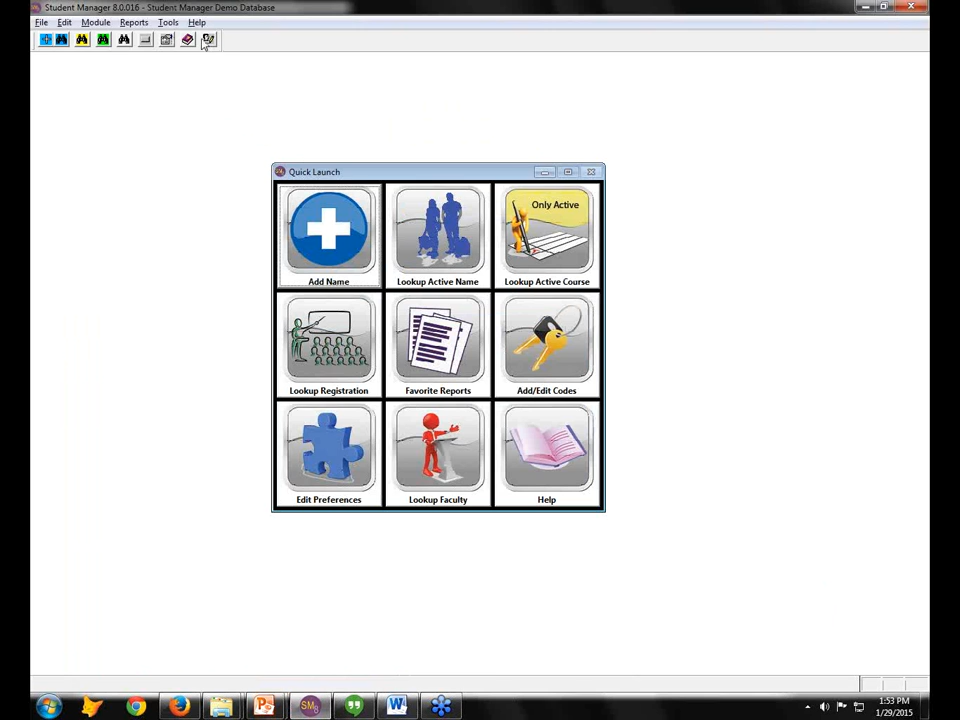 Student Manager 8.0.016 - Student Manager Demo Database
File Edit Module Reports Tools Help
Quick Launch
Only Active
Add Name Lookup Active Name Lookup Active Course
Lookup Registration Favorite Reports Add/Edit Codes
Edit Preferences Lookup Faculty Help
SM8
1:53 PM
1/29/2015